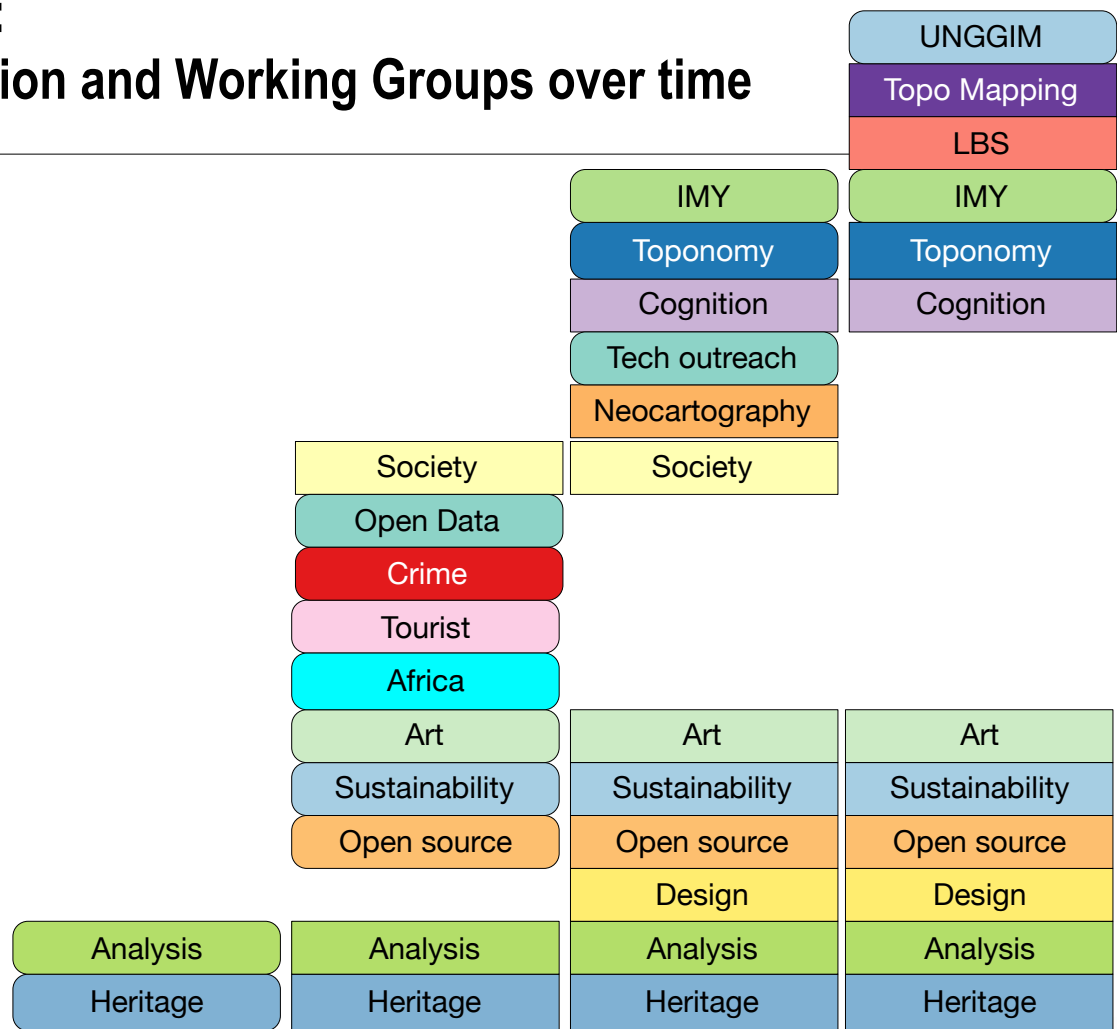 UNGGIM
ion and Working Groups over time
Topo Mapping
LBS
IMY IMY
Toponomy Toponomy
Cognition Cognition
Tech outreach
Neocartography
Society Society
Open Data
Crime
Tourist
Africa
Art Art Art
Sustainability Sustainability Sustainability
Open source Open source Open source
Design Design
Analysis Analysis Analysis Analysis
Heritage Heritage Heritage Heritage